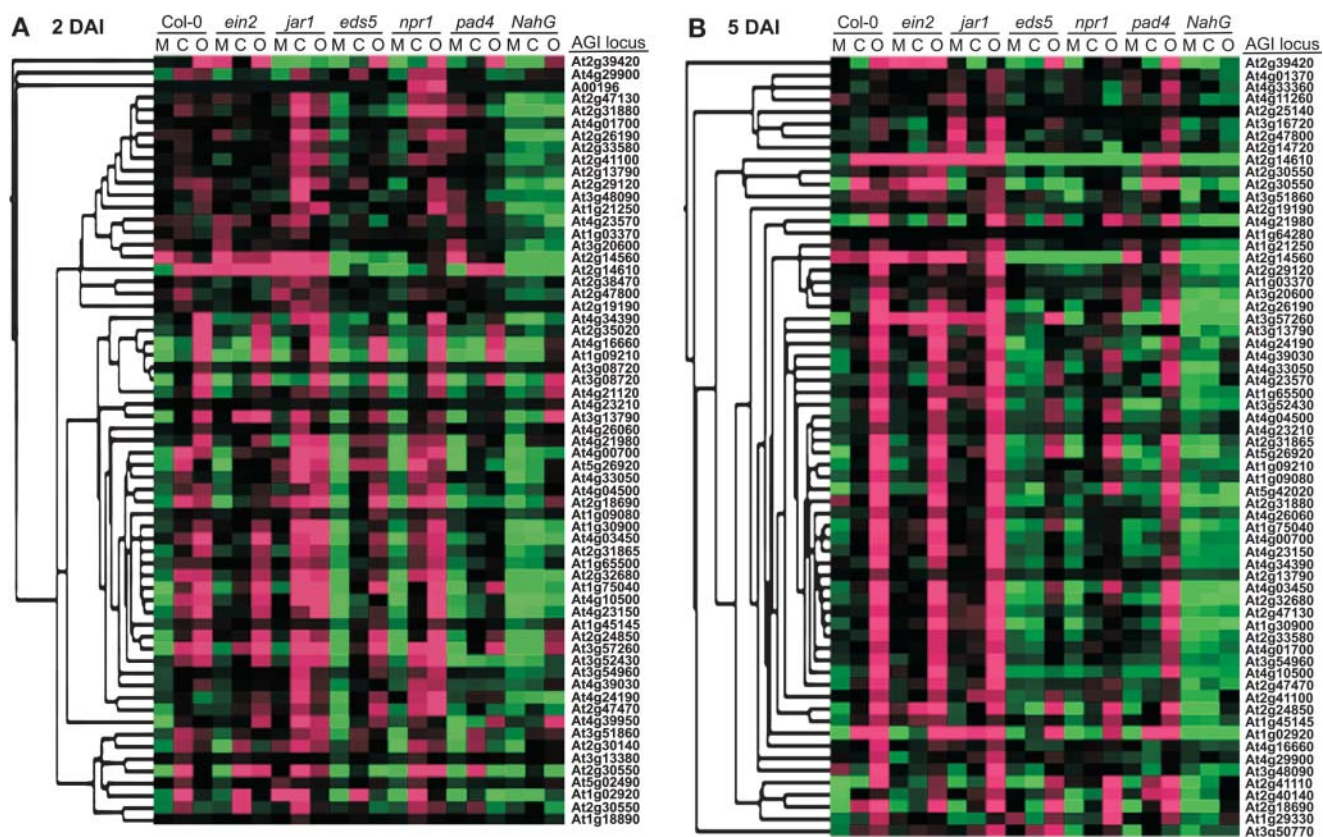 A 2 DAI
Col-0 ein2 jar1 eds5 npr1 pad4 NahG
M C O M C O M C O M C O M C O M C O M C O
AGI locus
At2g39420
At4g29900
A00196
At2g47130
At2g31880
At4g01700
At2g26190
At2g33580
At2g41100
At2g13790
At2g29120
At3g48090
At1g21250
At4g23570
At1g03370
At3g20600
At2g14560
At2g14610
At2g38470
At2g47800
At2g19190
At4g34390
At2g35020
At4g16660
At1g09210
At3g08720
At3g08720
At4g21120
At4g23210
At3g13790
At4g26060
At4g21980
At4g00700
At5g26920
At4g33050
At4g04500
At2g18690
At1g09080
At1g30900
At4g03450
At2g31865
At1g65500
At2g32680
At1g75040
At4g10500
At4g23150
At1g45145
At2g24850
At3g57260
At3g52430
At3g54960
At4g39030
At4g24190
At2g47470
At4g39950
At3g51860
At2g30140
At3g13380
At2g30550
At5g02490
At1g02920
At2g30550
At1g18890
B 5 DAI
Col-0 ein2 jar1 eds5 npr1 pad4 NahG
M C O M C O M C O M C O M C O M C O M C O
AGI locus
At2g39420
At4g01370
At4g33360
At4g11260
At2g25140
At3g16720
At2g47800
At2g14720
At2g14610
At2g30550
At2g30550
At3g51860
At2g19190
At4g21980
At1g64280
At1g21250
At2g14560
At2g29120
At1g03370
At3g20600
At2g26190
At3g57260
At3g13790
At4g24190
At4g39030
At4g33050
At4g23570
At1g65500
At3g52430
At4g04500
At4g23210
At2g31865
At5g26920
At1g09210
At1g09080
At5g42020
At2g31880
At4g26060
At1g75040
At4g00700
At4g23150
At4g34390
At2g13790
At4g03450
At2g32680
At2g47130
At1g30900
At2g33580
At4g01700
At3g54960
At4g10500
At2g47470
At2g41100
At2g24850
At1g45145
At1g02920
At4g16660
At4g29900
At3g48090
At2g41110
At2g40140
At2g18690
At1g29330
At3g50770